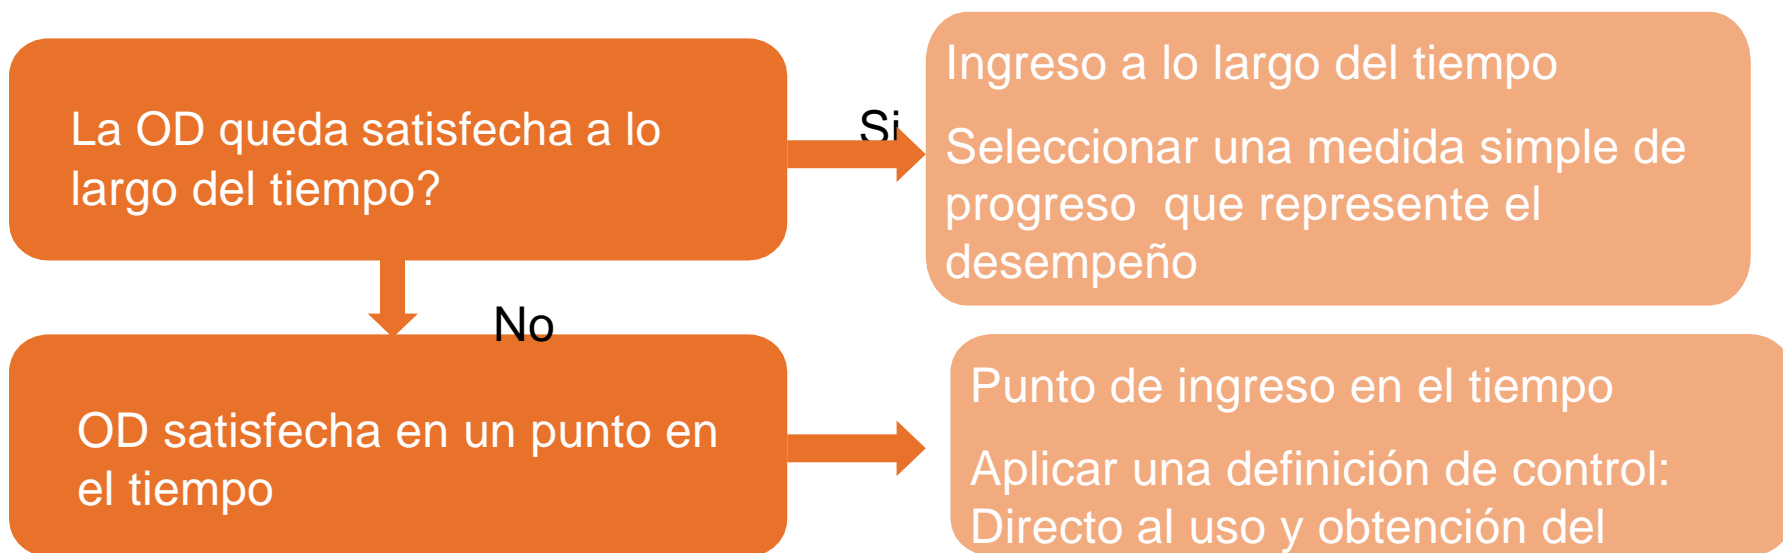 La OD queda satisfecha a lo
largo del tiempo?
Si
Ingreso a lo largo del tiempo
Seleccionar una medida simple de
progreso  que represente el
desempeño
No
OD satisfecha en un punto en
el tiempo
Punto de ingreso en el tiempo
Aplicar una definición de control:
Directo al uso y obtención del